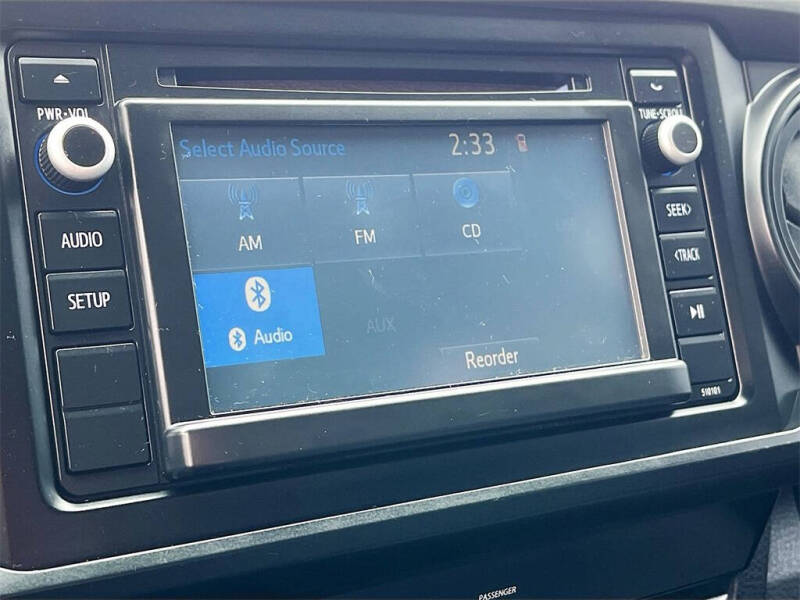 PWR•VOL
TUNE•SCROLL
Select Audio Source 2:33
AM FM CD
AUDIO
SETUP
Audio AUX
Reorder
SEEK>
<TRACK
510101
PASSENGER